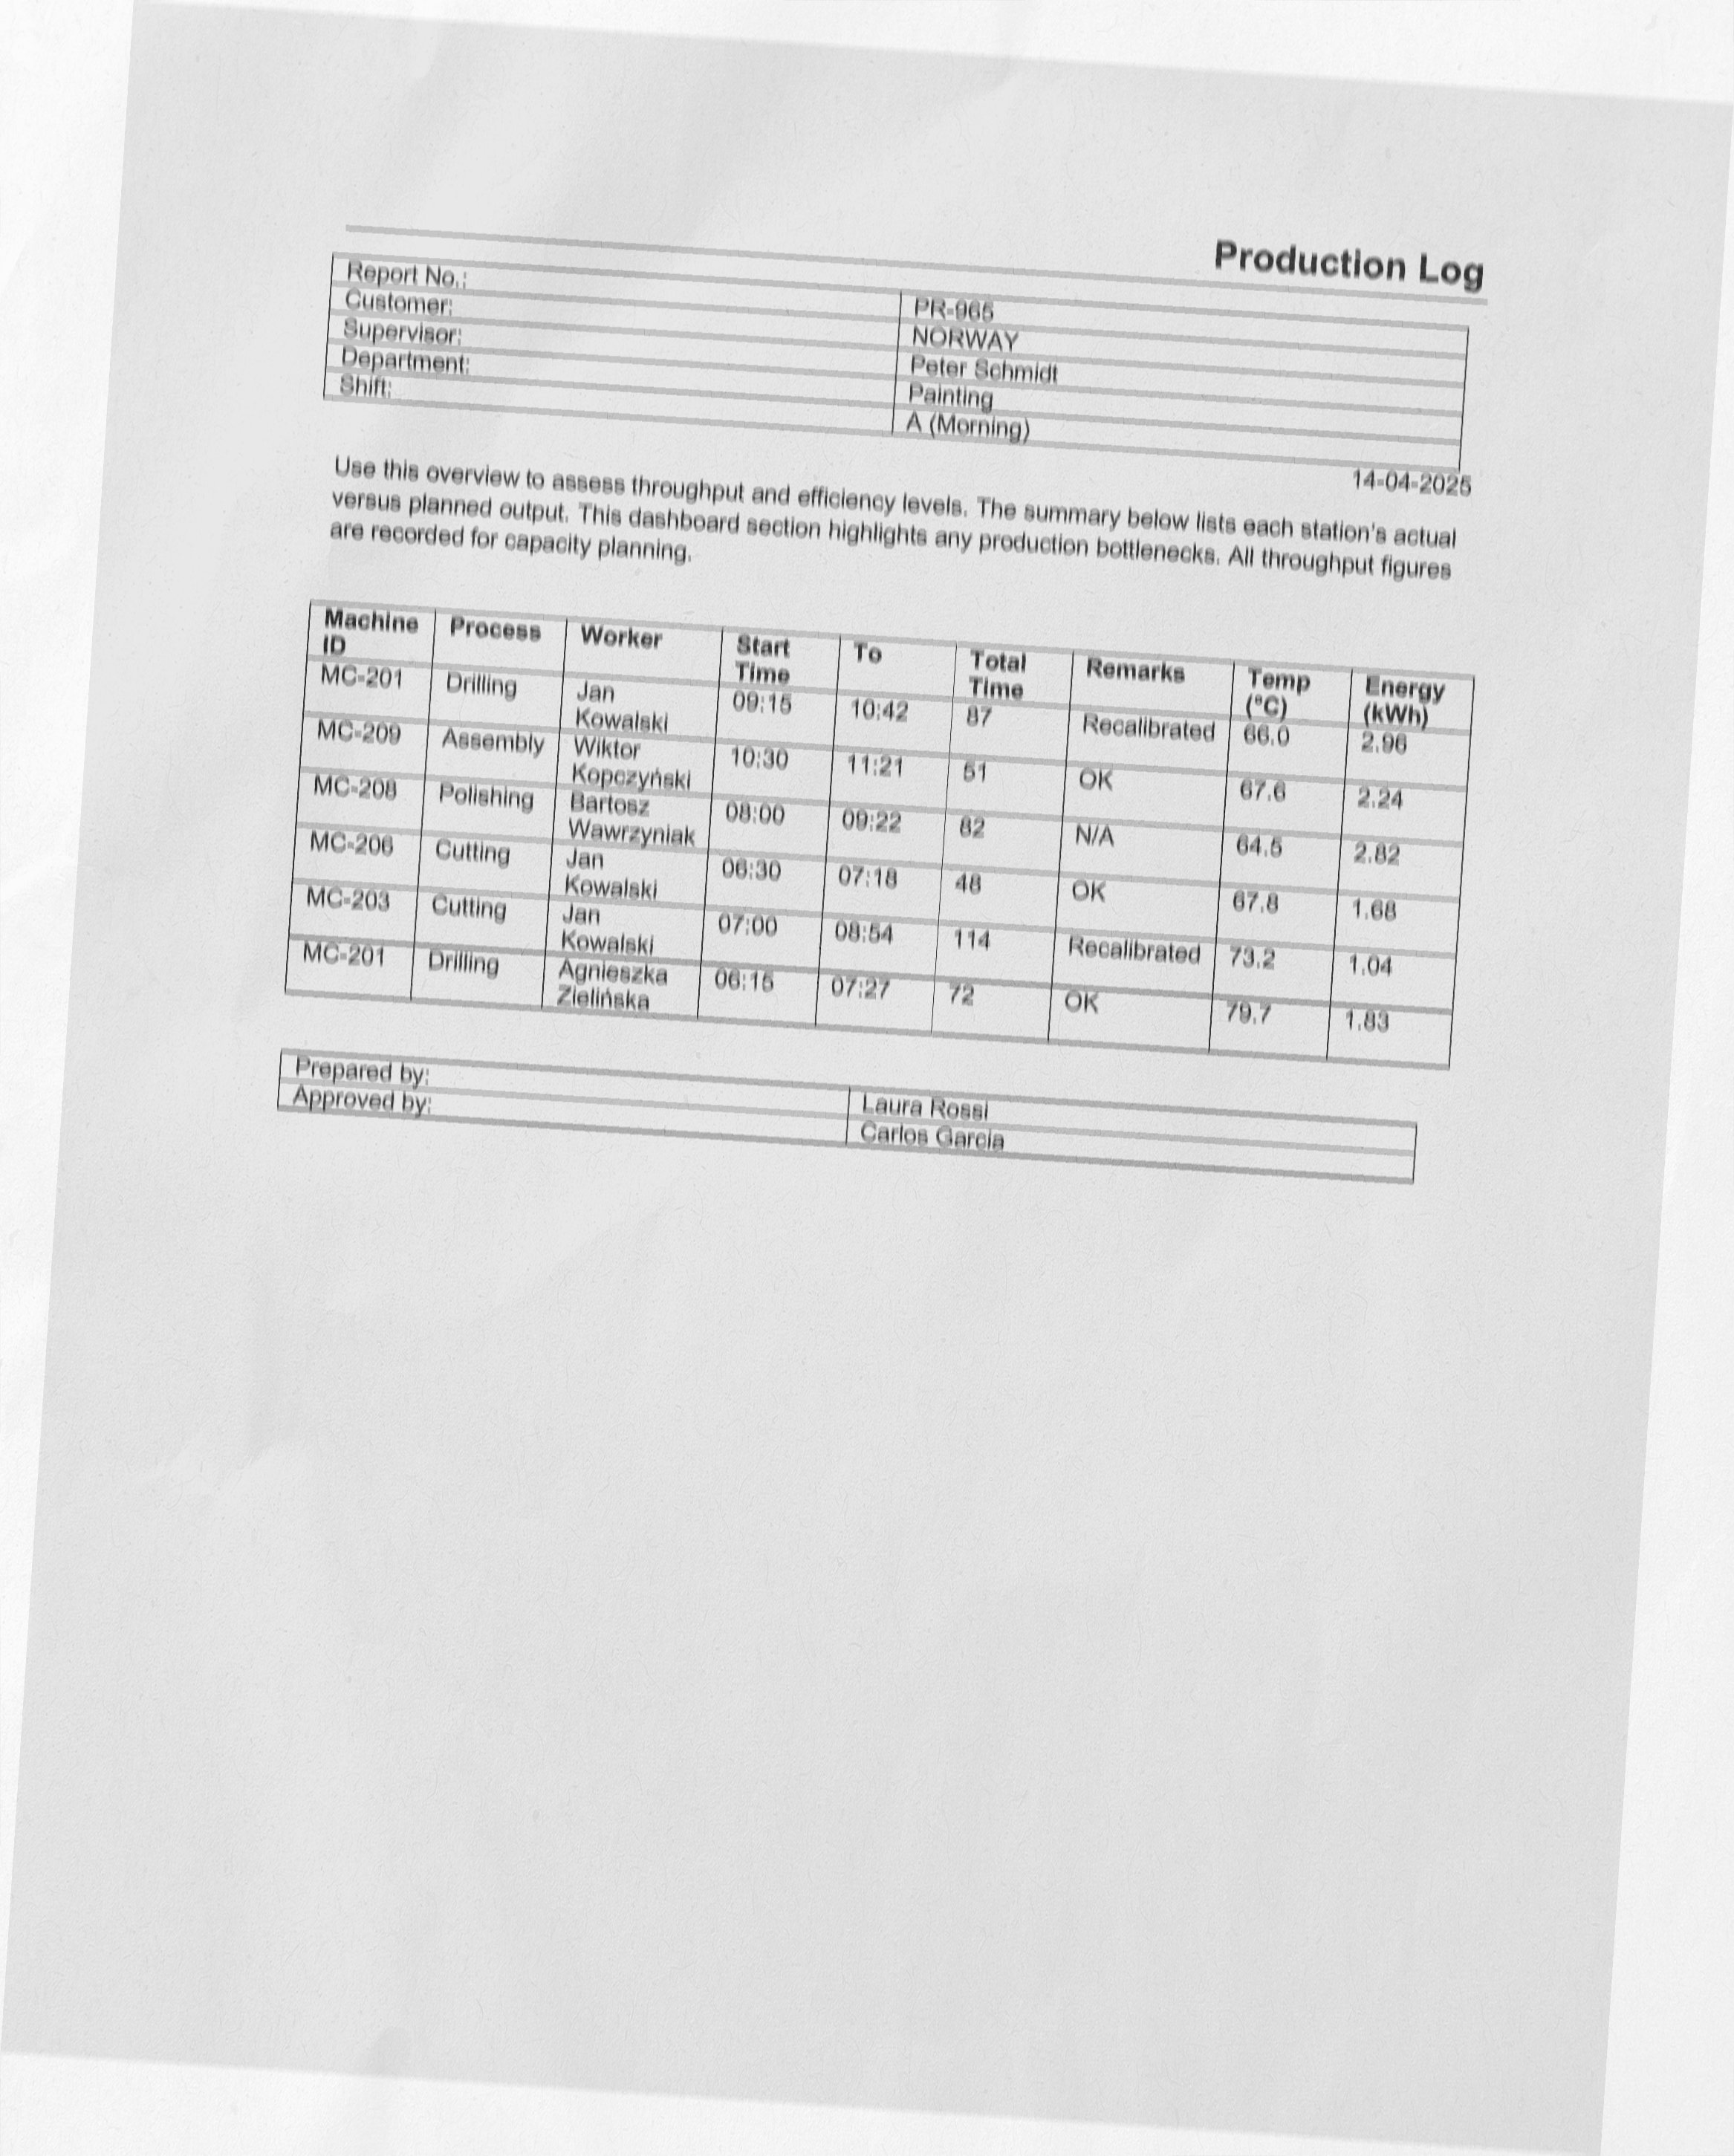 Production Log
Report No.: PR-965
Customer: NORWAY
Supervisor: Peter Schmidt
Department: Painting
Shift: A (Morning)
14-04-2025
Use this overview to assess throughput and efficiency levels. The summary below lists each station's actual
versus planned output. This dashboard section highlights any production bottlenecks. All throughput figures
are recorded for capacity planning.
Machine ID Process Worker Start Time To Total Time Remarks Temp (°C) Energy (kWh)
MC-201 Drilling Jan Kowalski 09:15 10:42 87 Recalibrated 66.0 2.96
MC-209 Assembly Wiktor Kopczyński 10:30 11:21 51 OK 67.6 2.24
MC-208 Polishing Bartosz Wawrzyniak 08:00 09:22 82 N/A 64.5 2.82
MC-206 Cutting Jan Kowalski 06:30 07:18 48 OK 67.8 1.68
MC-203 Cutting Jan Kowalski 07:00 08:54 114 Recalibrated 73.2 1.04
MC-201 Drilling Agnieszka Zielińska 06:15 07:27 72 OK 79.7 1.83
Prepared by: Laura Rossi
Approved by: Carlos Garcia